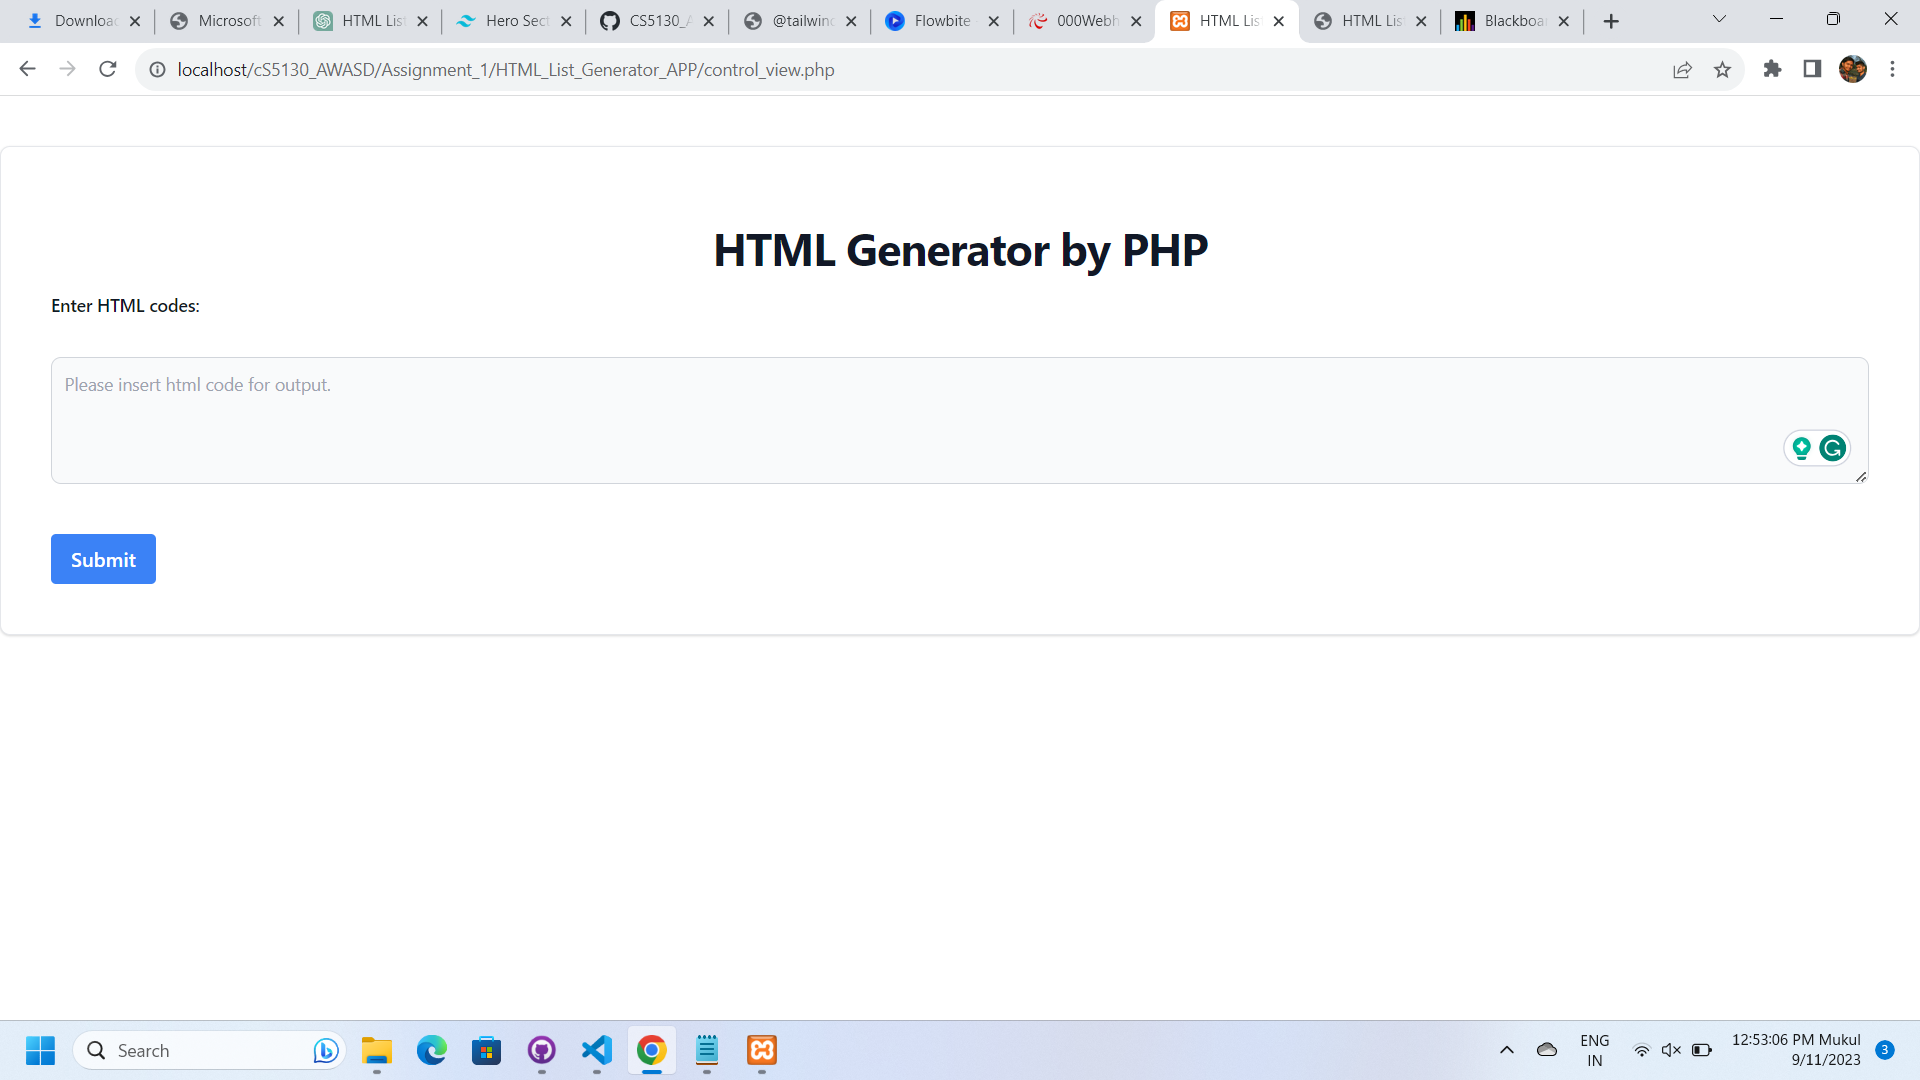 Downloac
Microsoft
HTML List
Hero Sect
CS5130_A
@tailwinc
Flowbite
000Webh
HTML List
HTML List
Blackboar
localhost/cS5130_AWASD/Assignment_1/HTML_List_Generator_APP/control_view.php
HTML Generator by PHP
Enter HTML codes:
Please insert html code for output.
Submit
Search
ENG
IN
12:53:06 PM Mukul
9/11/2023
3